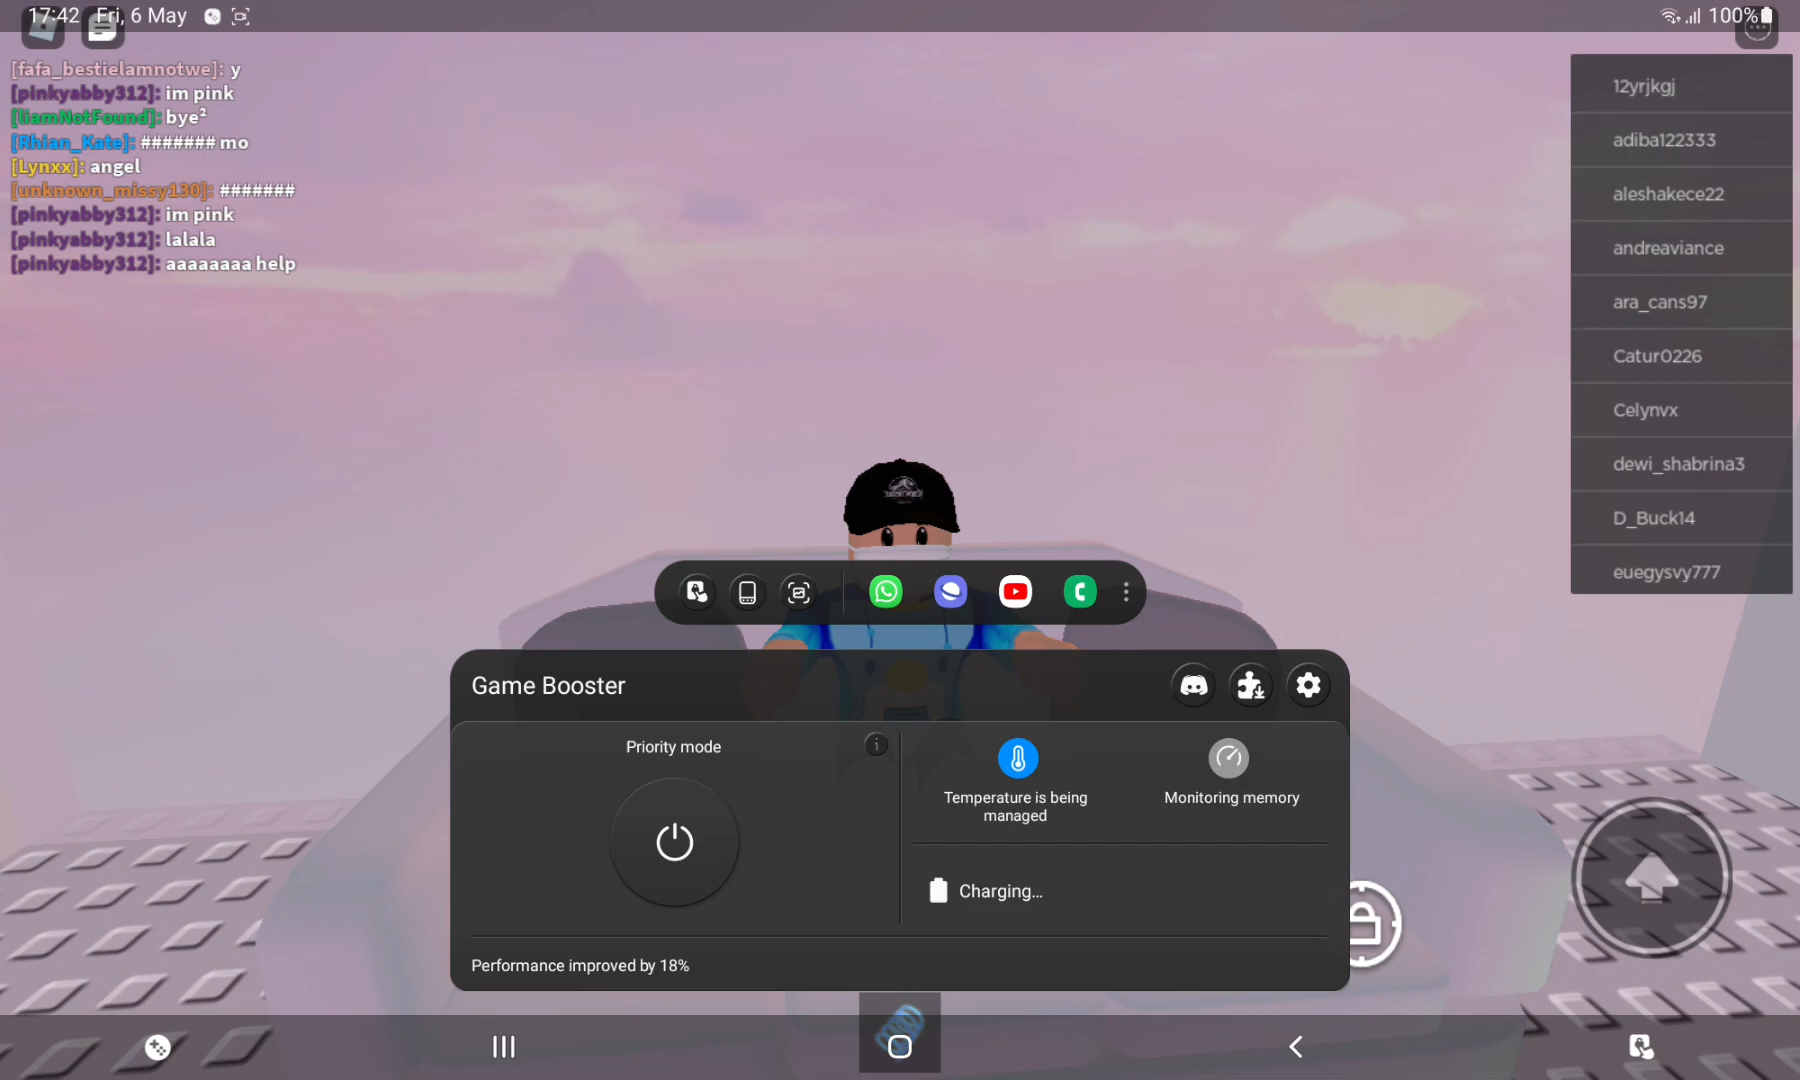 17:42 Fri, 6 May
100%
[fafa_bestielamnotwe]: y
[pinkyabby312]: im pink
[liamNotFound]: bye²
[Rhian_Kate]: ####### mo
[Lynxx]: angel
[unknown_missy130]: #######
[pinkyabby312]: im pink
[pinkyabby312]: lalala
[pinkyabby312]: aaaaaaaa help
12yrjkgj
adiba122333
aleshakece22
andreaviance
ara_cans97
Catur0226
Celynvx
dewi_shabrina3
D_Buck14
euegysvy777
Game Booster
Priority mode
Temperature is being
managed
Monitoring memory
Charging...
Performance improved by 18%